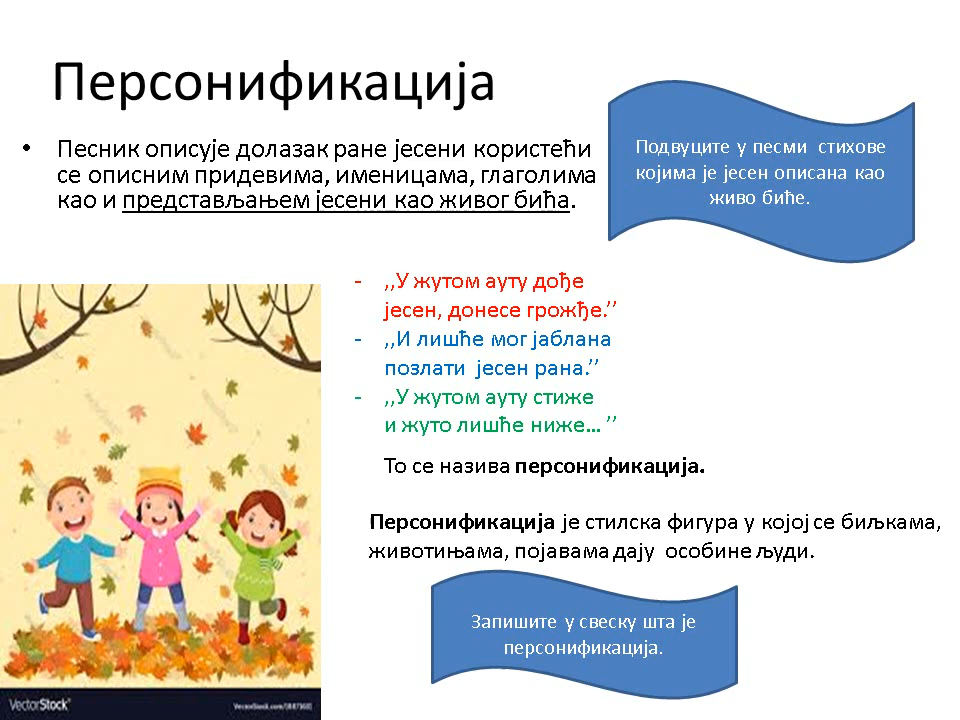 Персонификација
• Песник описује долазак ране јесени користећи
се описним придевима, именицама, глаголима
као и представљањем јесени као живог бића.
Подвуците у песми стихове
којима је јесен описана као
живо биће.
- ,,У жутом ауту дође
јесен, донесе грожђе.’’
- ,,И лишће мог јаблана
позлати јесен рана.’’
- ,,У жутом ауту стиже
и жуто лишће ниже... ’’
То се назива персонификација.
Персонификација је стилска фигура у којој се биљкама,
животињама, појавама дају особине људи.
Запишите у свеску шта је
персонификација.
VectorStock®